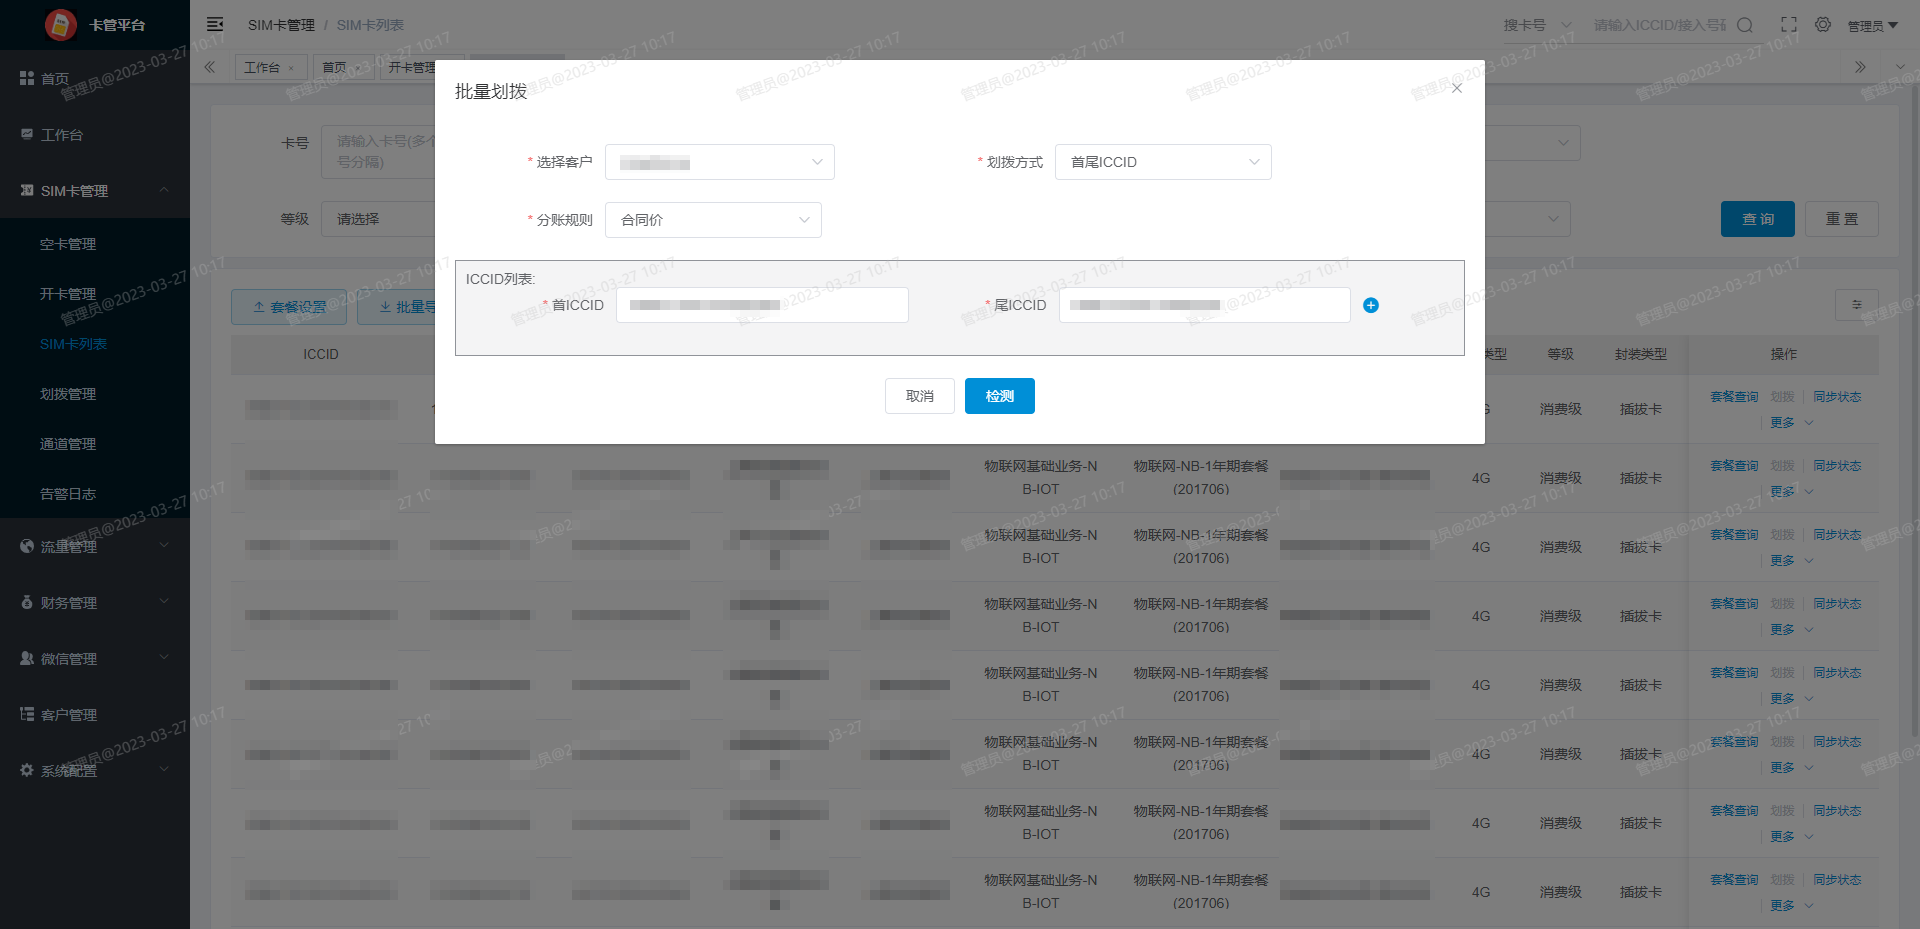 卡管平台
SIM卡管理 / SIM卡列表
搜卡号
请输入ICCID/接入号码
管理员
工作台
首页
开卡管理
首页
工作台
SIM卡管理
空卡管理
开卡管理
SIM卡列表
划拨管理
通道管理
告警日志
流量管理
财务管理
微信管理
客户管理
系统配置
卡号
请输入卡号(多个
号分隔)
等级
请选择
查询
重置
套餐设置
批量导
批量划拨
* 选择客户
* 划拨方式
首尾ICCID
* 分账规则
合同价
ICCID列表:
* 首ICCID
* 尾ICCID
取消
检测
ICCID
类型
等级
封装类型
操作
消费级
插拔卡
套餐查询 划拨 同步状态
更多
物联网基础业务-N
B-IOT
物联网-NB-1年期套餐
(201706)
4G
消费级
插拔卡
套餐查询 划拨 同步状态
更多
物联网基础业务-N
B-IOT
物联网-NB-1年期套餐
(201706)
4G
消费级
插拔卡
套餐查询 划拨 同步状态
更多
物联网基础业务-N
B-IOT
物联网-NB-1年期套餐
(201706)
4G
消费级
插拔卡
套餐查询 划拨 同步状态
更多
物联网基础业务-N
B-IOT
物联网-NB-1年期套餐
(201706)
4G
消费级
插拔卡
套餐查询 划拨 同步状态
更多
物联网基础业务-N
B-IOT
物联网-NB-1年期套餐
(201706)
4G
消费级
插拔卡
套餐查询 划拨 同步状态
更多
物联网基础业务-N
B-IOT
物联网-NB-1年期套餐
(201706)
4G
消费级
插拔卡
套餐查询 划拨 同步状态
更多
物联网基础业务-N
B-IOT
物联网-NB-1年期套餐
(201706)
4G
消费级
插拔卡
套餐查询 划拨 同步状态
更多
管理员@2023-03-27 10:17